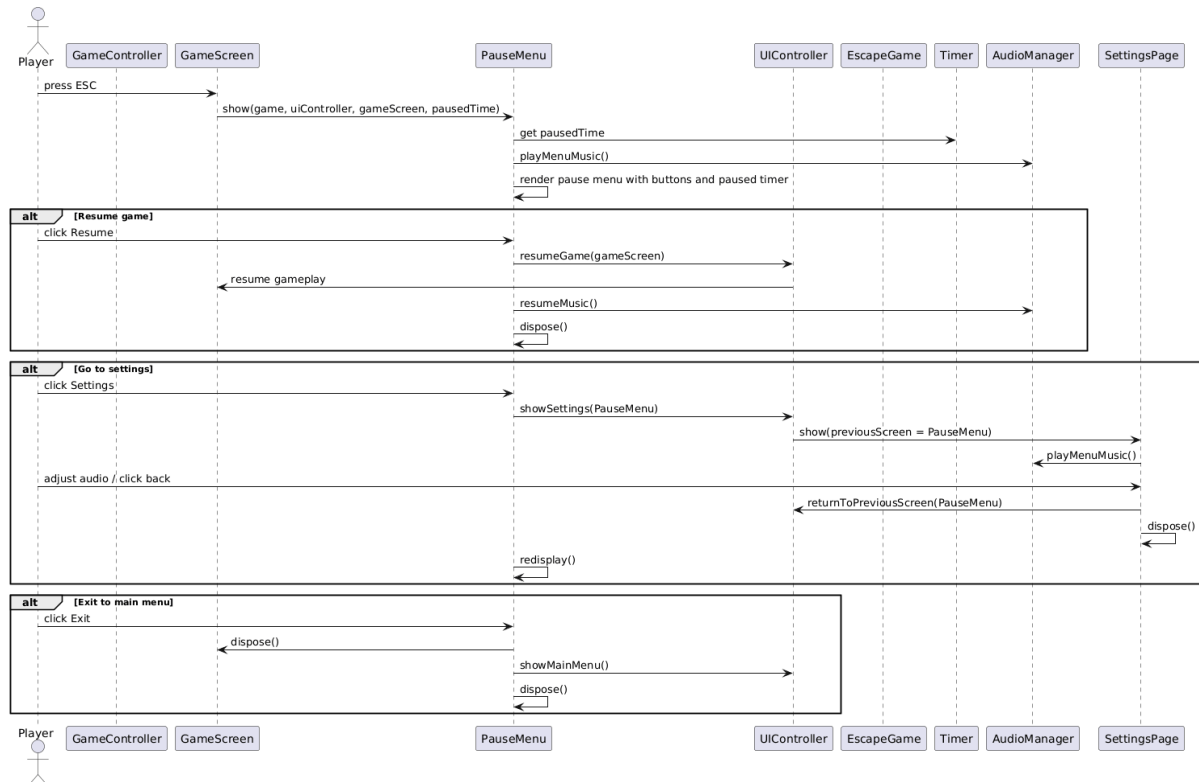 Player
GameController
GameScreen
PauseMenu
UIController
EscapeGame
Timer
AudioManager
SettingsPage
press ESC
show(game, uiController, gameScreen, pausedTime)
get pausedTime
playMenuMusic()
render pause menu with buttons and paused timer
alt [Resume game]
click Resume
resumeGame(gameScreen)
resume gameplay
resumeMusic()
dispose()
alt [Go to settings]
click Settings
showSettings(PauseMenu)
show(previousScreen = PauseMenu)
playMenuMusic()
adjust audio / click back
returnToPreviousScreen(PauseMenu)
dispose()
redisplay()
alt [Exit to main menu]
click Exit
dispose()
showMainMenu()
dispose()
Player
GameController
GameScreen
PauseMenu
UIController
EscapeGame
Timer
AudioManager
SettingsPage